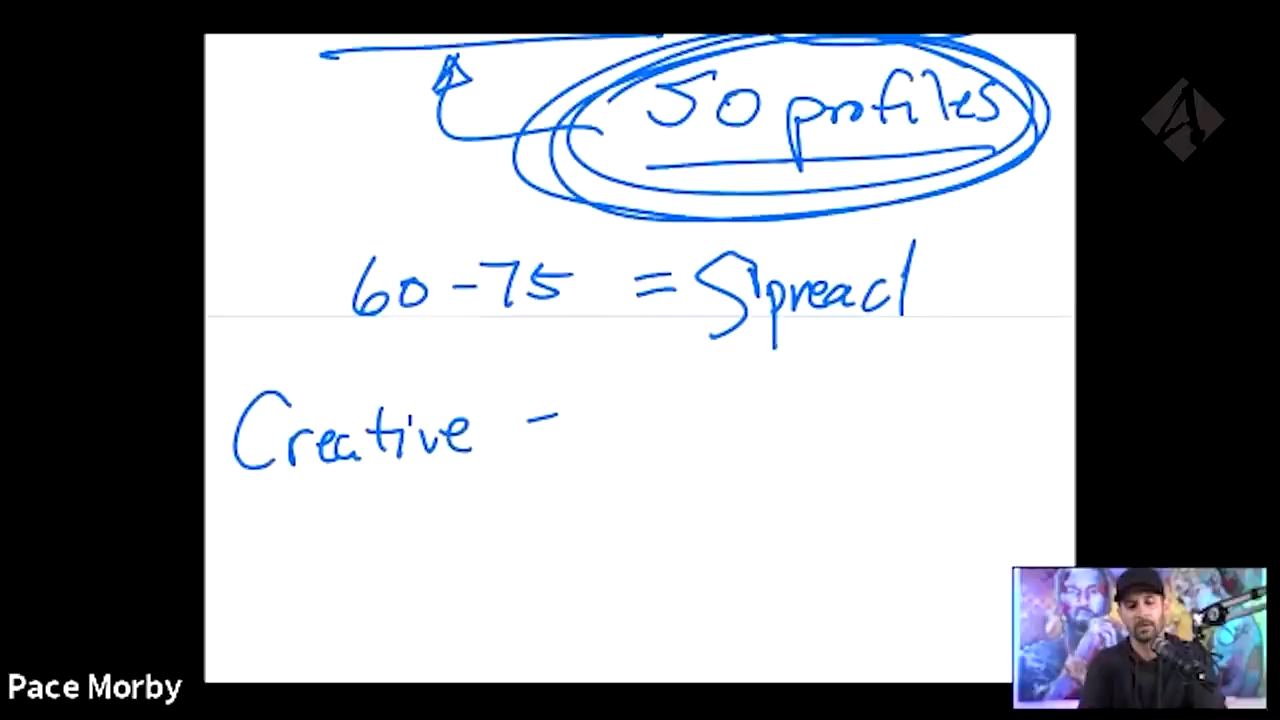 50 profiles
60-75 = Spread
Creative -
Pace Morby